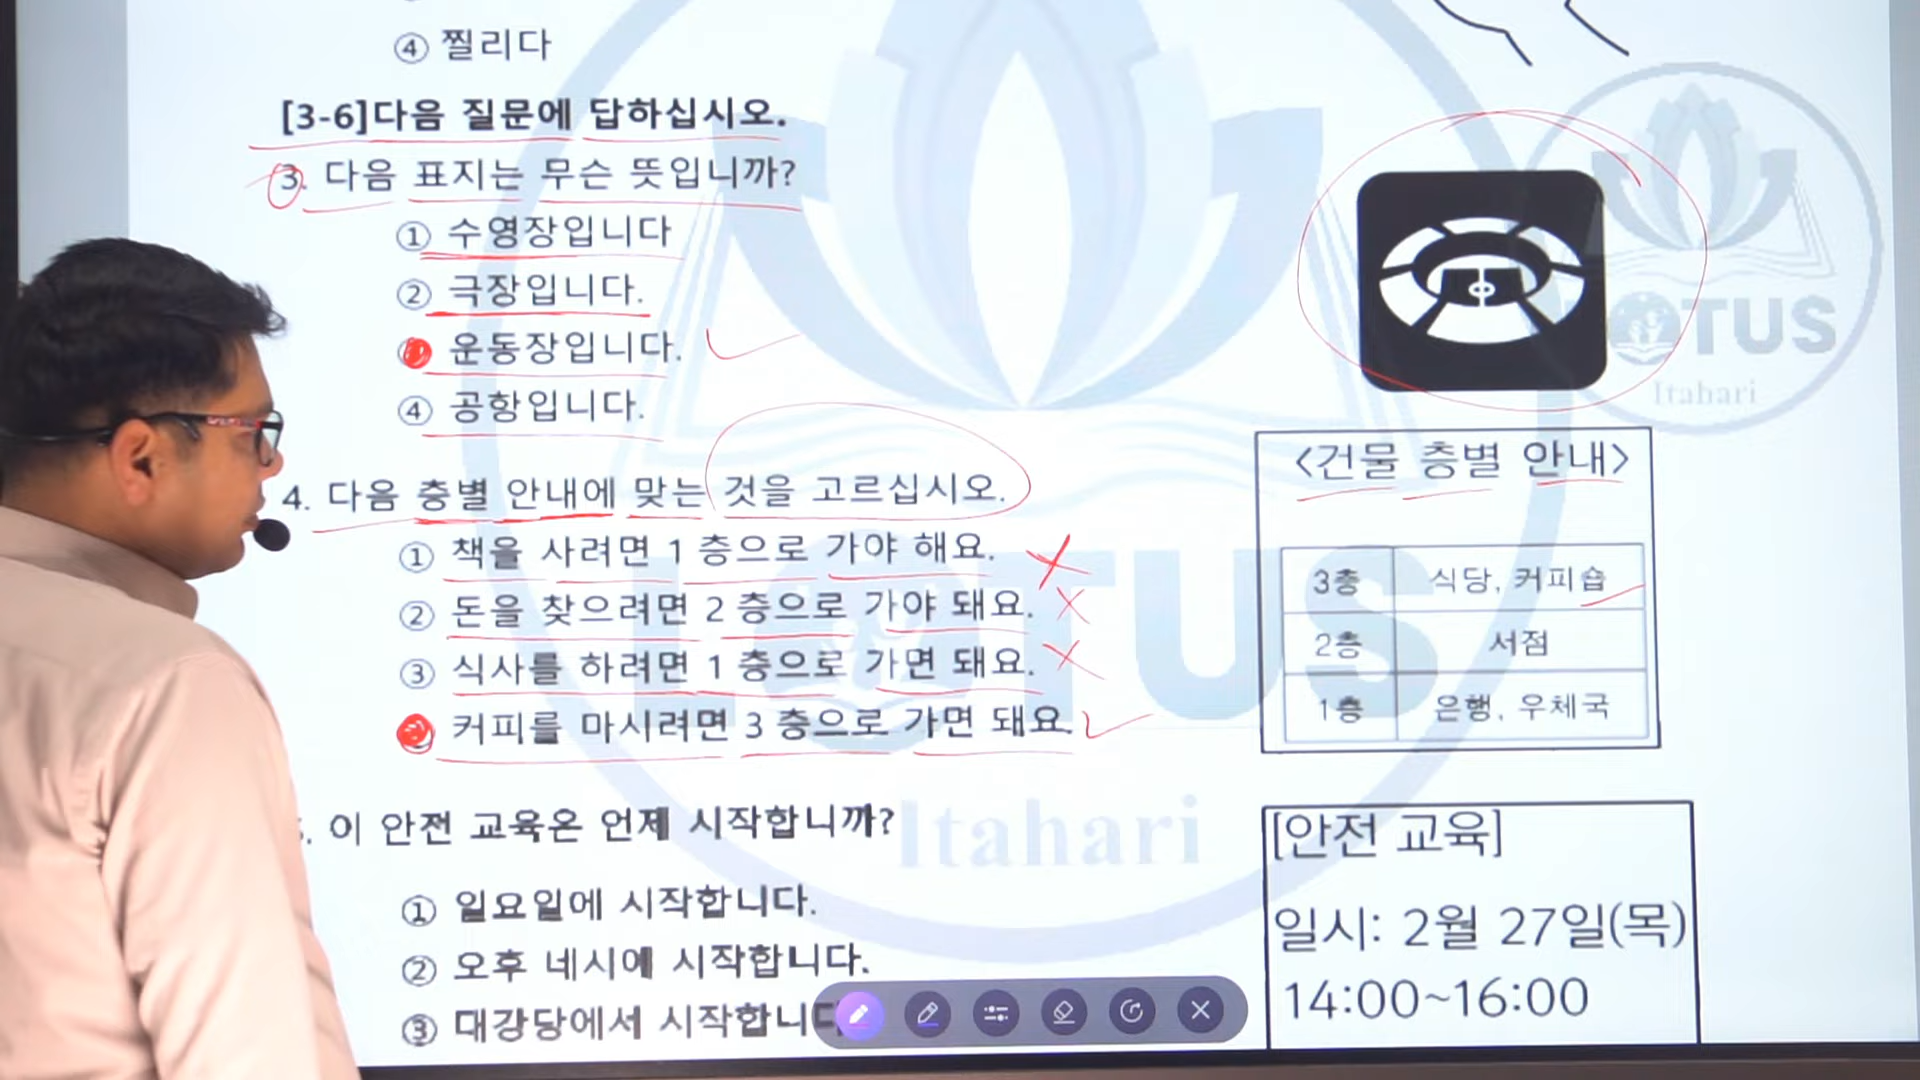 ④ 찔리다
[3-6]다음 질문에 답하십시오.
3. 다음 표지는 무슨 뜻입니까?
① 수영장입니다
② 극장입니다.
운동장입니다.
④ 공항입니다.
4. 다음 층별 안내에 맞는 것을 고르십시오.
① 책을 사려면 1 층으로 가야 해요.
② 돈을 찾으려면 2 층으로 가야 돼요.
③ 식사를 하려면 1 층으로 가면 돼요.
커피를 마시려면 3 층으로 가면 돼요.
이 안전 교육은 언제 시작합니까?
① 일요일에 시작합니다.
② 오후 네시에 시작합니다.
③ 대강당에서 시작합니다
<건물 층별 안내>
3층 식당, 커피숍
2층 서점
1층 은행, 우체국
[안전 교육]
일시: 2월 27일(목)
14:00~16:00
LOTUS
Itahari
LOTUS
Itahari